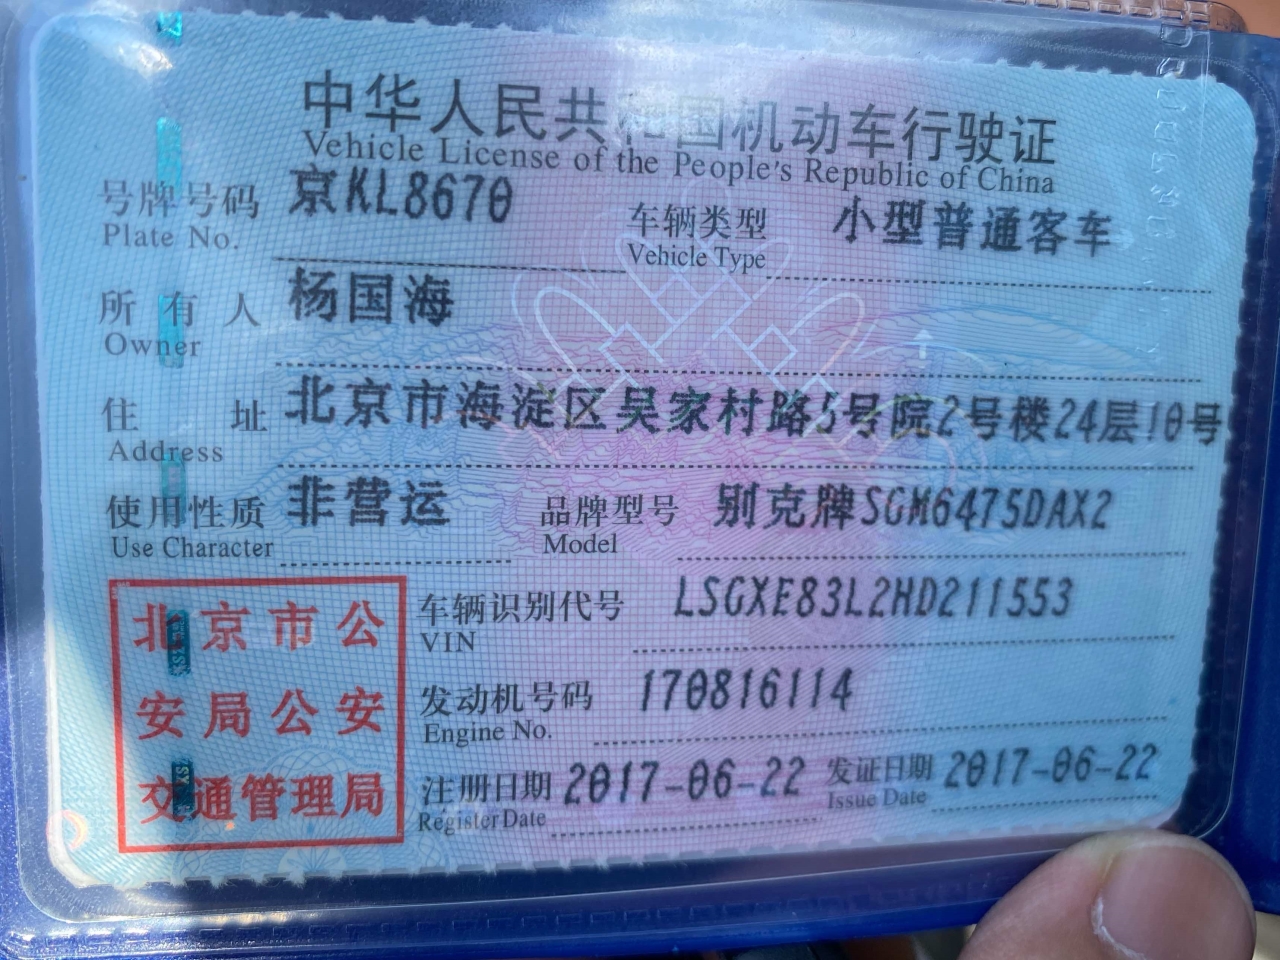 中华人民共和国机动车行驶证
Vehicle License of the People's Republic of China
号牌号码 京KL8670 车辆类型 小型普通客车
Plate No. Vehicle Type
所有人 杨国海
Owner
住址 北京市海淀区吴家村路5号院2号楼24层10号
Address
使用性质 非营运 品牌型号 别克牌SGM6475DAX2
Use Character Model
北京市公
安局公安
交通管理局
车辆识别代号 LSGXE83L2HD211553
VIN
发动机号码 170816114
Engine No.
注册日期 2017-06-22 发证日期 2017-06-22
Register Date Issue Date